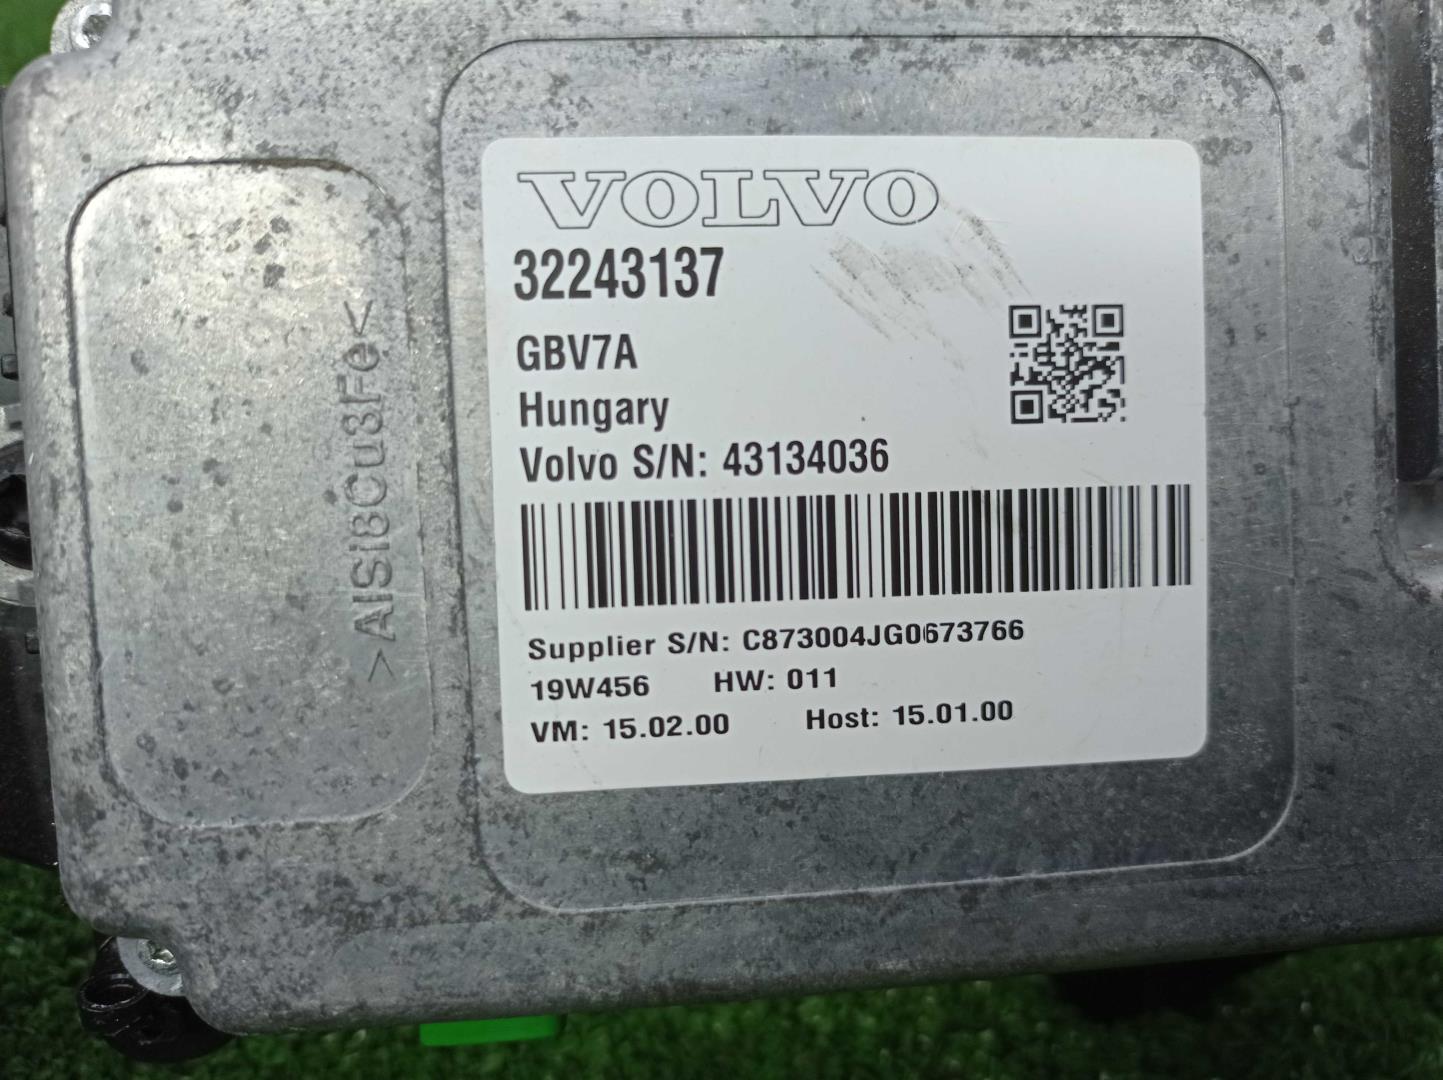 VOLVO
32243137
GBV7A
Hungary
Volvo S/N: 43134036
Supplier S/N: C873004JG0673766
19W456 HW: 011
VM: 15.02.00 Host: 15.01.00
>AlSi8Cu3Fe<